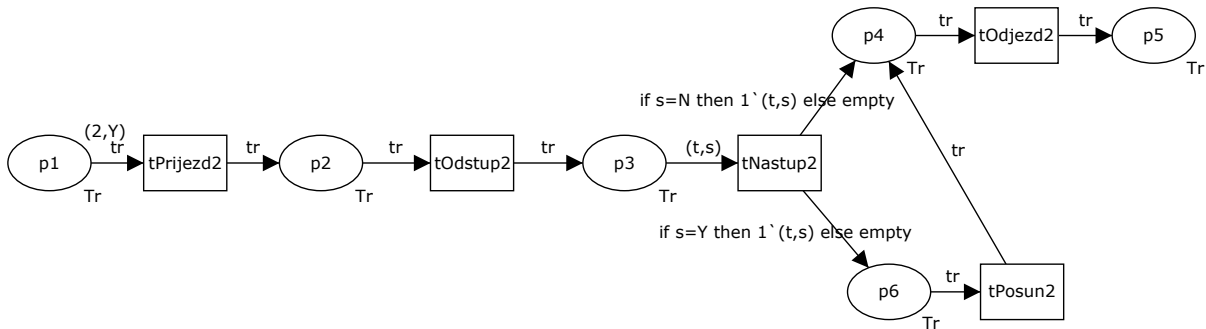 tr
tr
p4
tOdjezd2
p5
Tr
Tr
if s=N then 1`(t,s) else empty
(2,Y)
tr
tr
tr
tr
(t,s)
tr
p1
tPrijezd2
p2
tOdstup2
p3
tNastup2
Tr
Tr
Tr
if s=Y then 1`(t,s) else empty
tr
p6
tPosun2
Tr